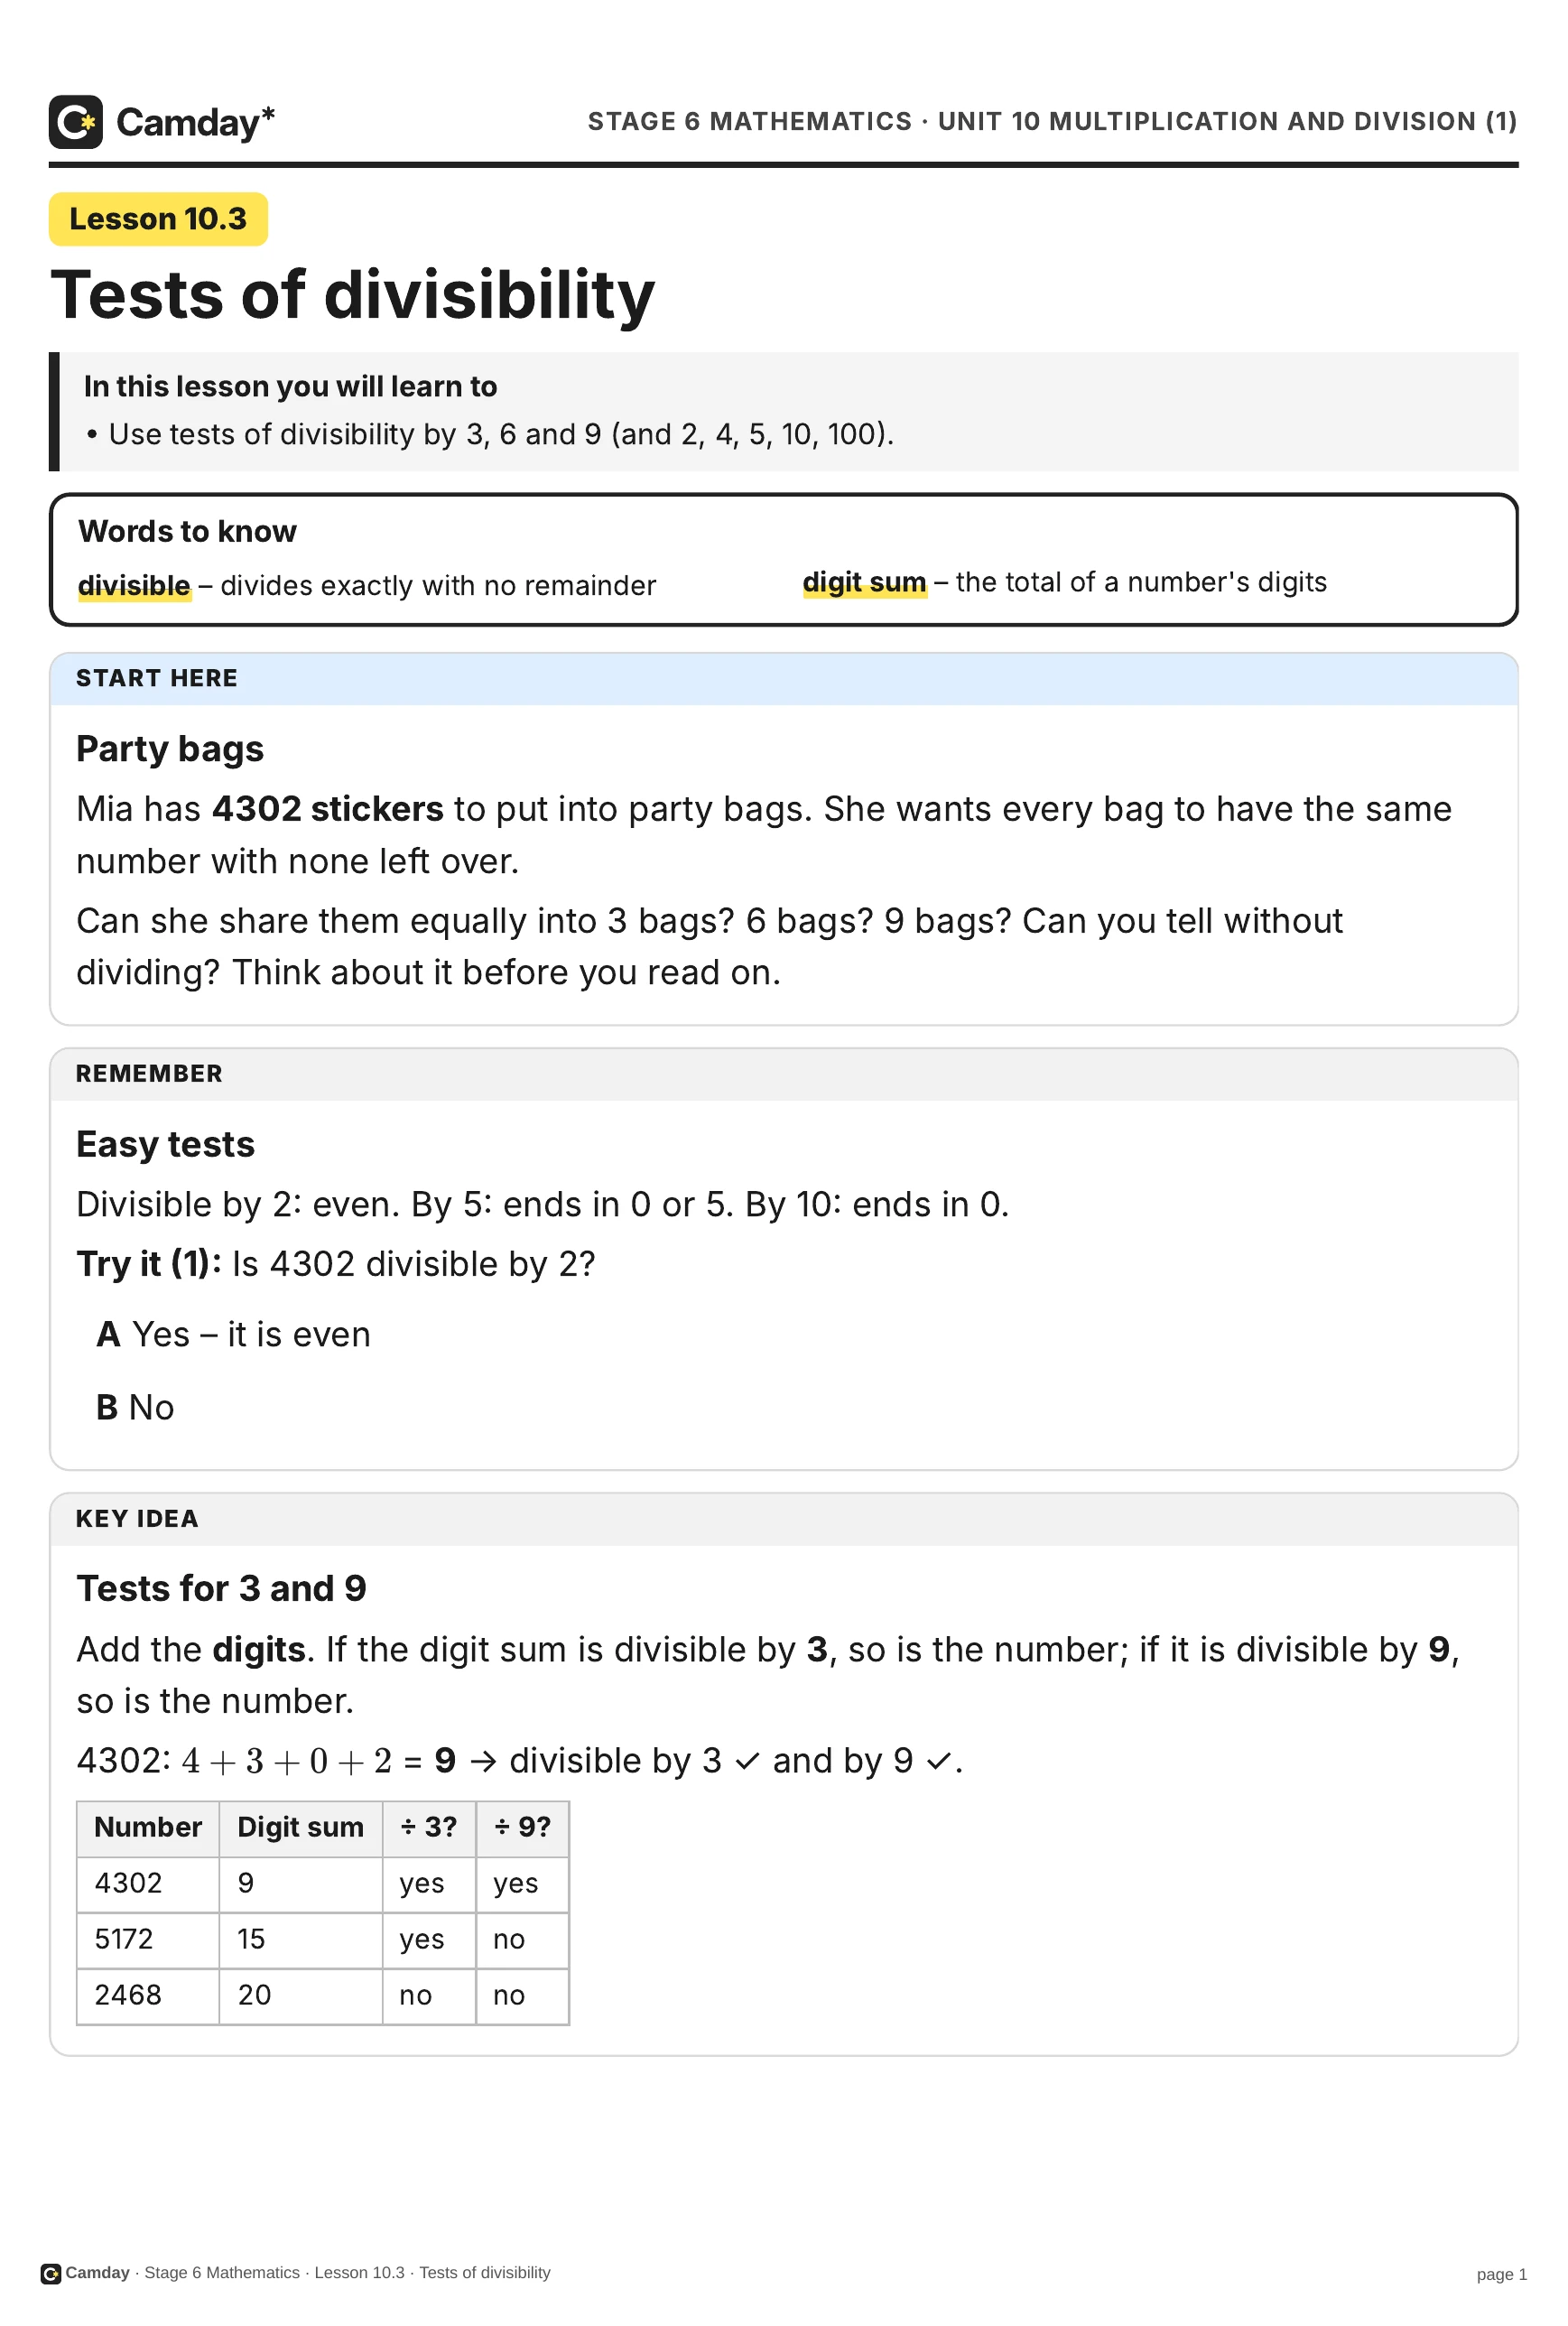 Camday*
STAGE 6 MATHEMATICS · UNIT 10 MULTIPLICATION AND DIVISION (1)
Lesson 10.3
Tests of divisibility
In this lesson you will learn to
• Use tests of divisibility by 3, 6 and 9 (and 2, 4, 5, 10, 100).
Words to know
divisible – divides exactly with no remainder
digit sum – the total of a number's digits
START HERE
Party bags
Mia has 4302 stickers to put into party bags. She wants every bag to have the same
number with none left over.
Can she share them equally into 3 bags? 6 bags? 9 bags? Can you tell without
dividing? Think about it before you read on.
REMEMBER
Easy tests
Divisible by 2: even. By 5: ends in 0 or 5. By 10: ends in 0.
Try it (1): Is 4302 divisible by 2?
A Yes – it is even
B No
KEY IDEA
Tests for 3 and 9
Add the digits. If the digit sum is divisible by 3, so is the number; if it is divisible by 9,
so is the number.
4302: 4 + 3 + 0 + 2 = 9 → divisible by 3 ✓ and by 9 ✓.
Number Digit sum ÷ 3? ÷ 9?
4302 9 yes yes
5172 15 yes no
2468 20 no no
Camday · Stage 6 Mathematics · Lesson 10.3 · Tests of divisibility
page 1